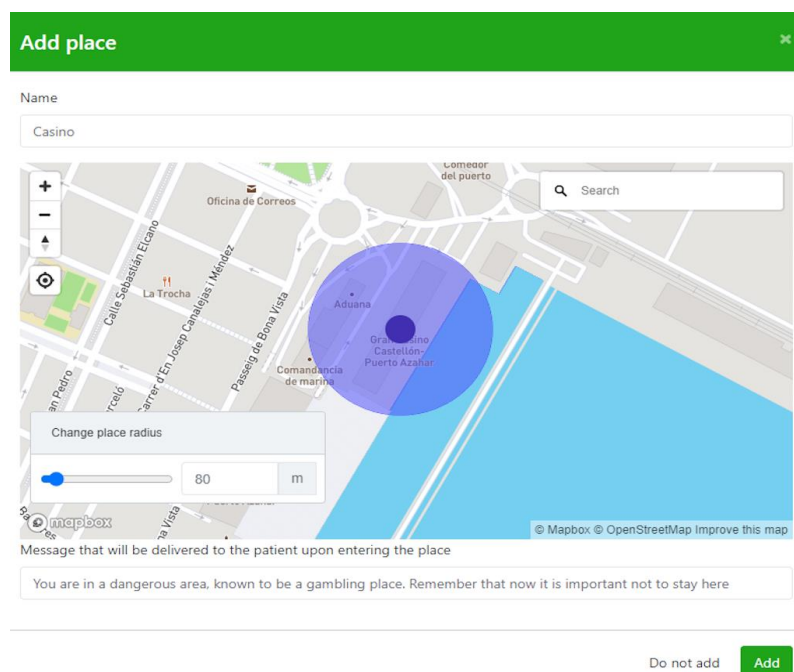 Add place
×
Name
Casino
Comedor
del puerto
Search
Oficina de Correos
Calle Sebastián Elcano
La Trocha
Carrer d'En Josep Canalejas i Méndez
Passeig de Bona Vista
Aduana
Gran Casino
Castellón-
Puerto Azahar
Comandancia
de marina
Change place radius
80 m
mapbox
© Mapbox © OpenStreetMap Improve this map
Message that will be delivered to the patient upon entering the place
You are in a dangerous area, known to be a gambling place. Remember that now it is important not to stay here
Do not add
Add